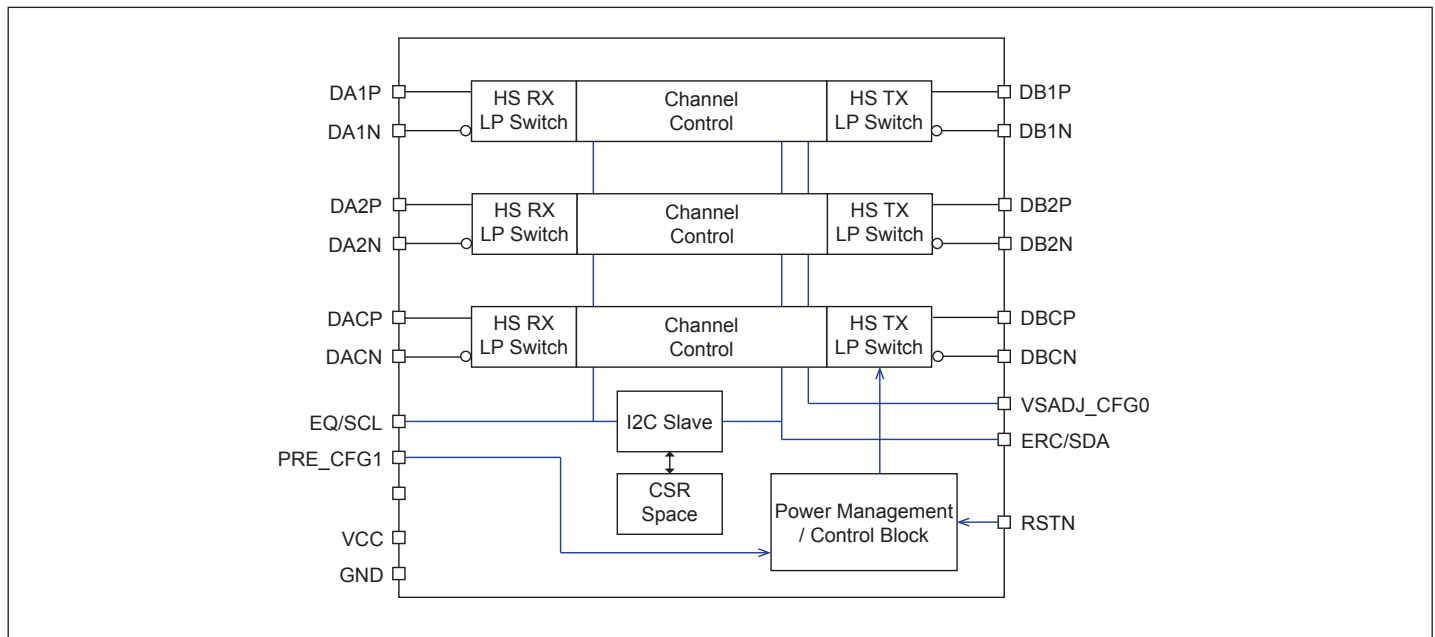 DA1P
HS RX
LP Switch
Channel
Control
HS TX
LP Switch
DB1P
DA1N
DB1N
DA2P
HS RX
LP Switch
Channel
Control
HS TX
LP Switch
DB2P
DA2N
DB2N
DACP
HS RX
LP Switch
Channel
Control
HS TX
LP Switch
DBCP
DACN
DBCN
VSADJ_CFG0
EQ/SCL
I2C Slave
ERC/SDA
PRE_CFG1
CSR
Space
Power Management
/ Control Block
RSTN
VCC
GND